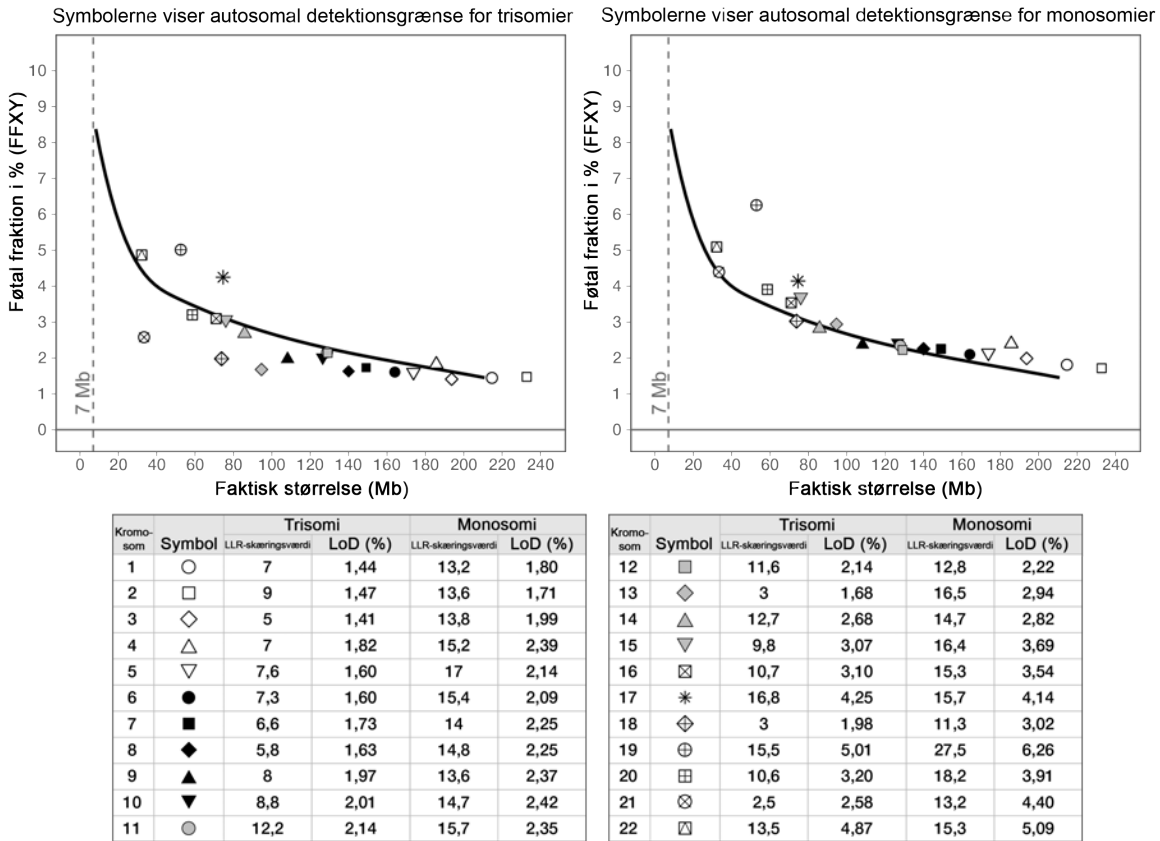 Symbolerne viser autosomal detektionsgrænse for trisomier
Føtal fraktion i % (FFXY)
10
9
8
7
6
5
4
3
2
1
0
7 Mb
0 20 40 60 80 100 120 140 160 180 200 220 240
Faktisk størrelse (Mb)
Symbolerne viser autosomal detektionsgrænse for monosomier
Føtal fraktion i % (FFXY)
10
9
8
7
6
5
4
3
2
1
0
7 Mb
0 20 40 60 80 100 120 140 160 180 200 220 240
Faktisk størrelse (Mb)
Kromo-
som Symbol Trisomi Monosomi
LLR-skæringsværdi LoD (%) LLR-skæringsværdi LoD (%)
1 7 1,44 13,2 1,80
2 9 1,47 13,6 1,71
3 5 1,41 13,8 1,99
4 7 1,82 15,2 2,39
5 7,6 1,60 17 2,14
6 7,3 1,60 15,4 2,09
7 6,6 1,73 14 2,25
8 5,8 1,63 14,8 2,25
9 8 1,97 13,6 2,37
10 8,8 2,01 14,7 2,42
11 12,2 2,14 15,7 2,35
Kromo-
som Symbol Trisomi Monosomi
LLR-skæringsværdi LoD (%) LLR-skæringsværdi LoD (%)
12 11,6 2,14 12,8 2,22
13 3 1,68 16,5 2,94
14 12,7 2,68 14,7 2,82
15 9,8 3,07 16,4 3,69
16 10,7 3,10 15,3 3,54
17 16,8 4,25 15,7 4,14
18 3 1,98 11,3 3,02
19 15,5 5,01 27,5 6,26
20 10,6 3,20 18,2 3,91
21 2,5 2,58 13,2 4,40
22 13,5 4,87 15,3 5,09